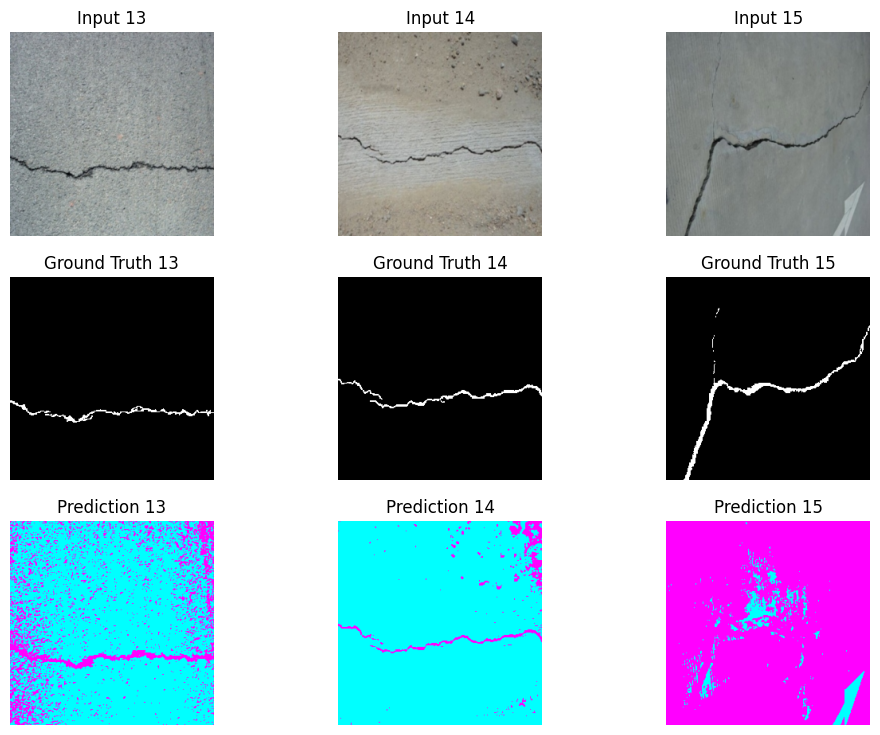 Input 13
Input 14
Input 15
Ground Truth 13
Ground Truth 14
Ground Truth 15
Prediction 13
Prediction 14
Prediction 15